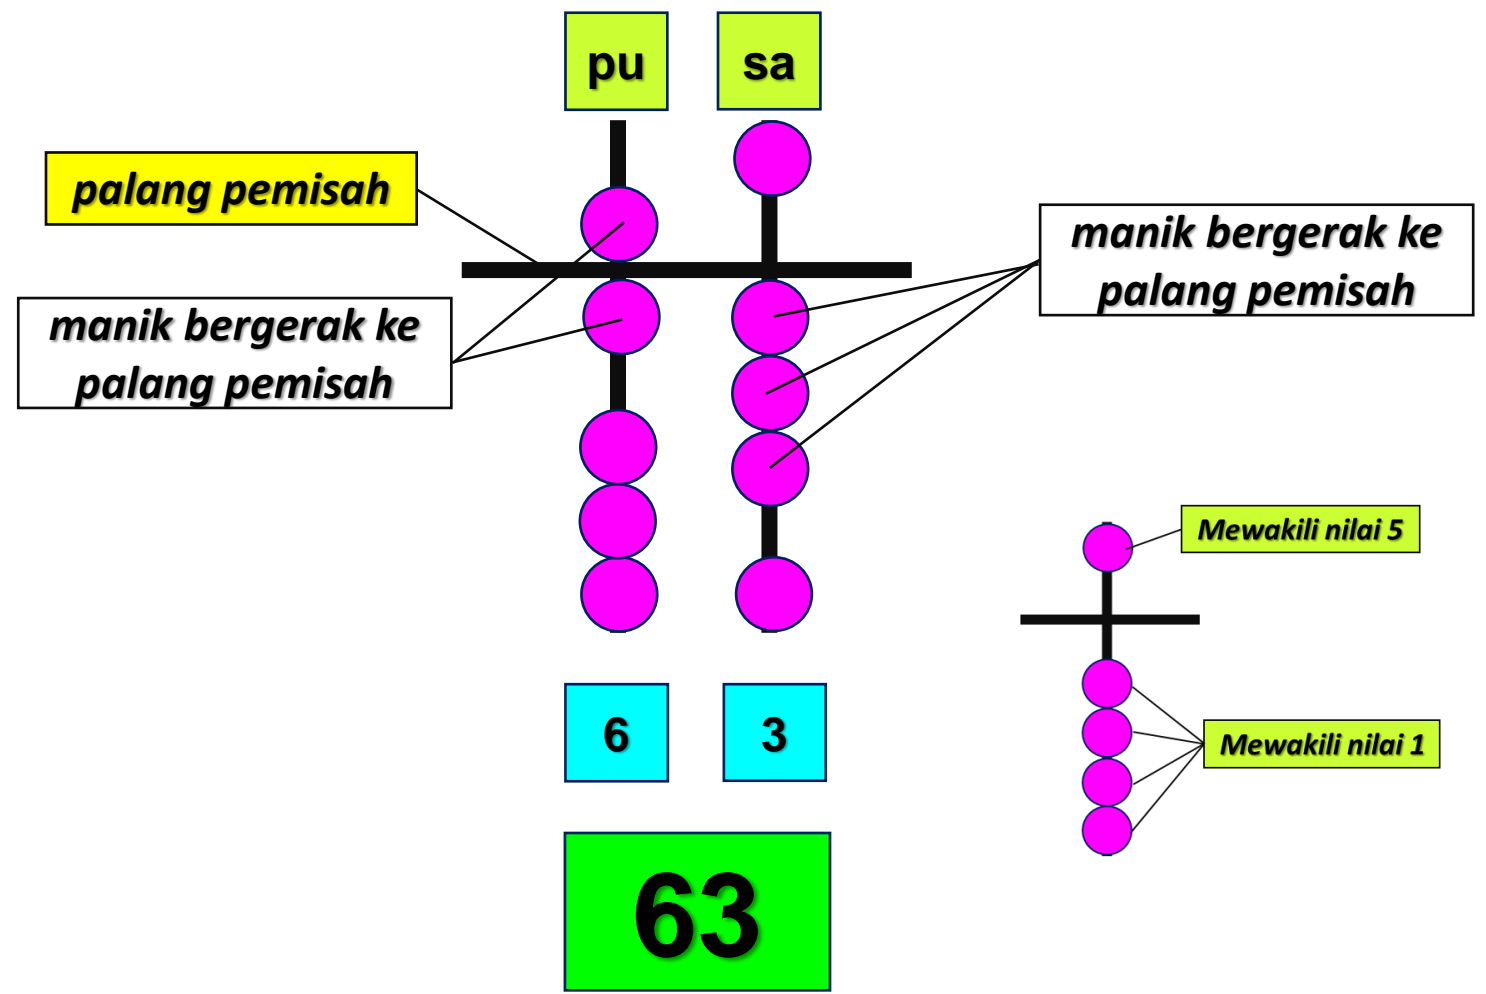 pu
sa
palang pemisah
manik bergerak ke
palang pemisah
manik bergerak ke
palang pemisah
Mewakili nilai 5
Mewakili nilai 1
6
3
63